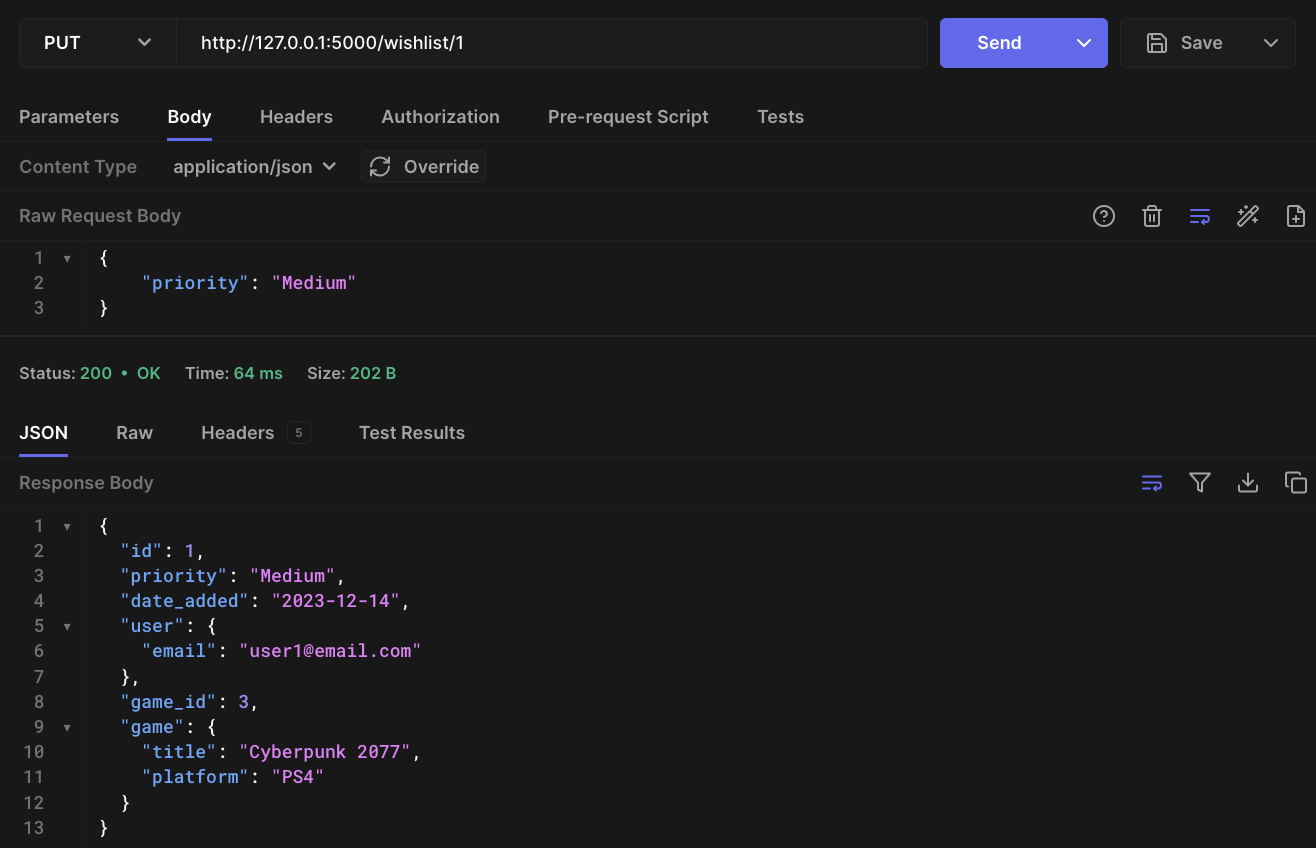 PUT http://127.0.0.1:5000/wishlist/1 Send Save
Parameters Body Headers Authorization Pre-request Script Tests
Content Type application/json Override
Raw Request Body
1 {
2 "priority": "Medium"
3 }
Status: 200 • OK Time: 64 ms Size: 202 B
JSON Raw Headers 5 Test Results
Response Body
1 {
2 "id": 1,
3 "priority": "Medium",
4 "date_added": "2023-12-14",
5 "user": {
6 "email": "user1@email.com"
7 },
8 "game_id": 3,
9 "game": {
10 "title": "Cyberpunk 2077",
11 "platform": "PS4"
12 }
13 }